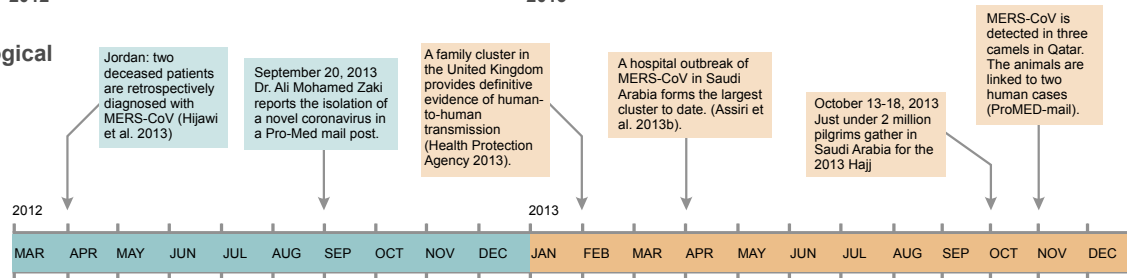 ogical
Jordan: two
deceased patients
are retrospectively
diagnosed with
MERS-CoV (Hijawi
et al. 2013)
September 20, 2013
Dr. Ali Mohamed Zaki
reports the isolation of
a novel coronavirus in
a Pro-Med mail post.
A family cluster in
the United Kingdom
provides definitive
evidence of human-
to-human
transmission
(Health Protection
Agency 2013).
A hospital outbreak of
MERS-CoV in Saudi
Arabia forms the largest
cluster to date. (Assiri
et al. 2013b).
October 13-18, 2013
Just under 2 million
pilgrims gather in
Saudi Arabia for the
2013 Hajj
MERS-CoV is
detected in three
camels in Qatar.
The animals are
linked to two
human cases
(ProMED-mail).
2012 2013
MAR APR MAY JUN JUL AUG SEP OCT NOV DEC JAN FEB MAR APR MAY JUN JUL AUG SEP OCT NOV DEC